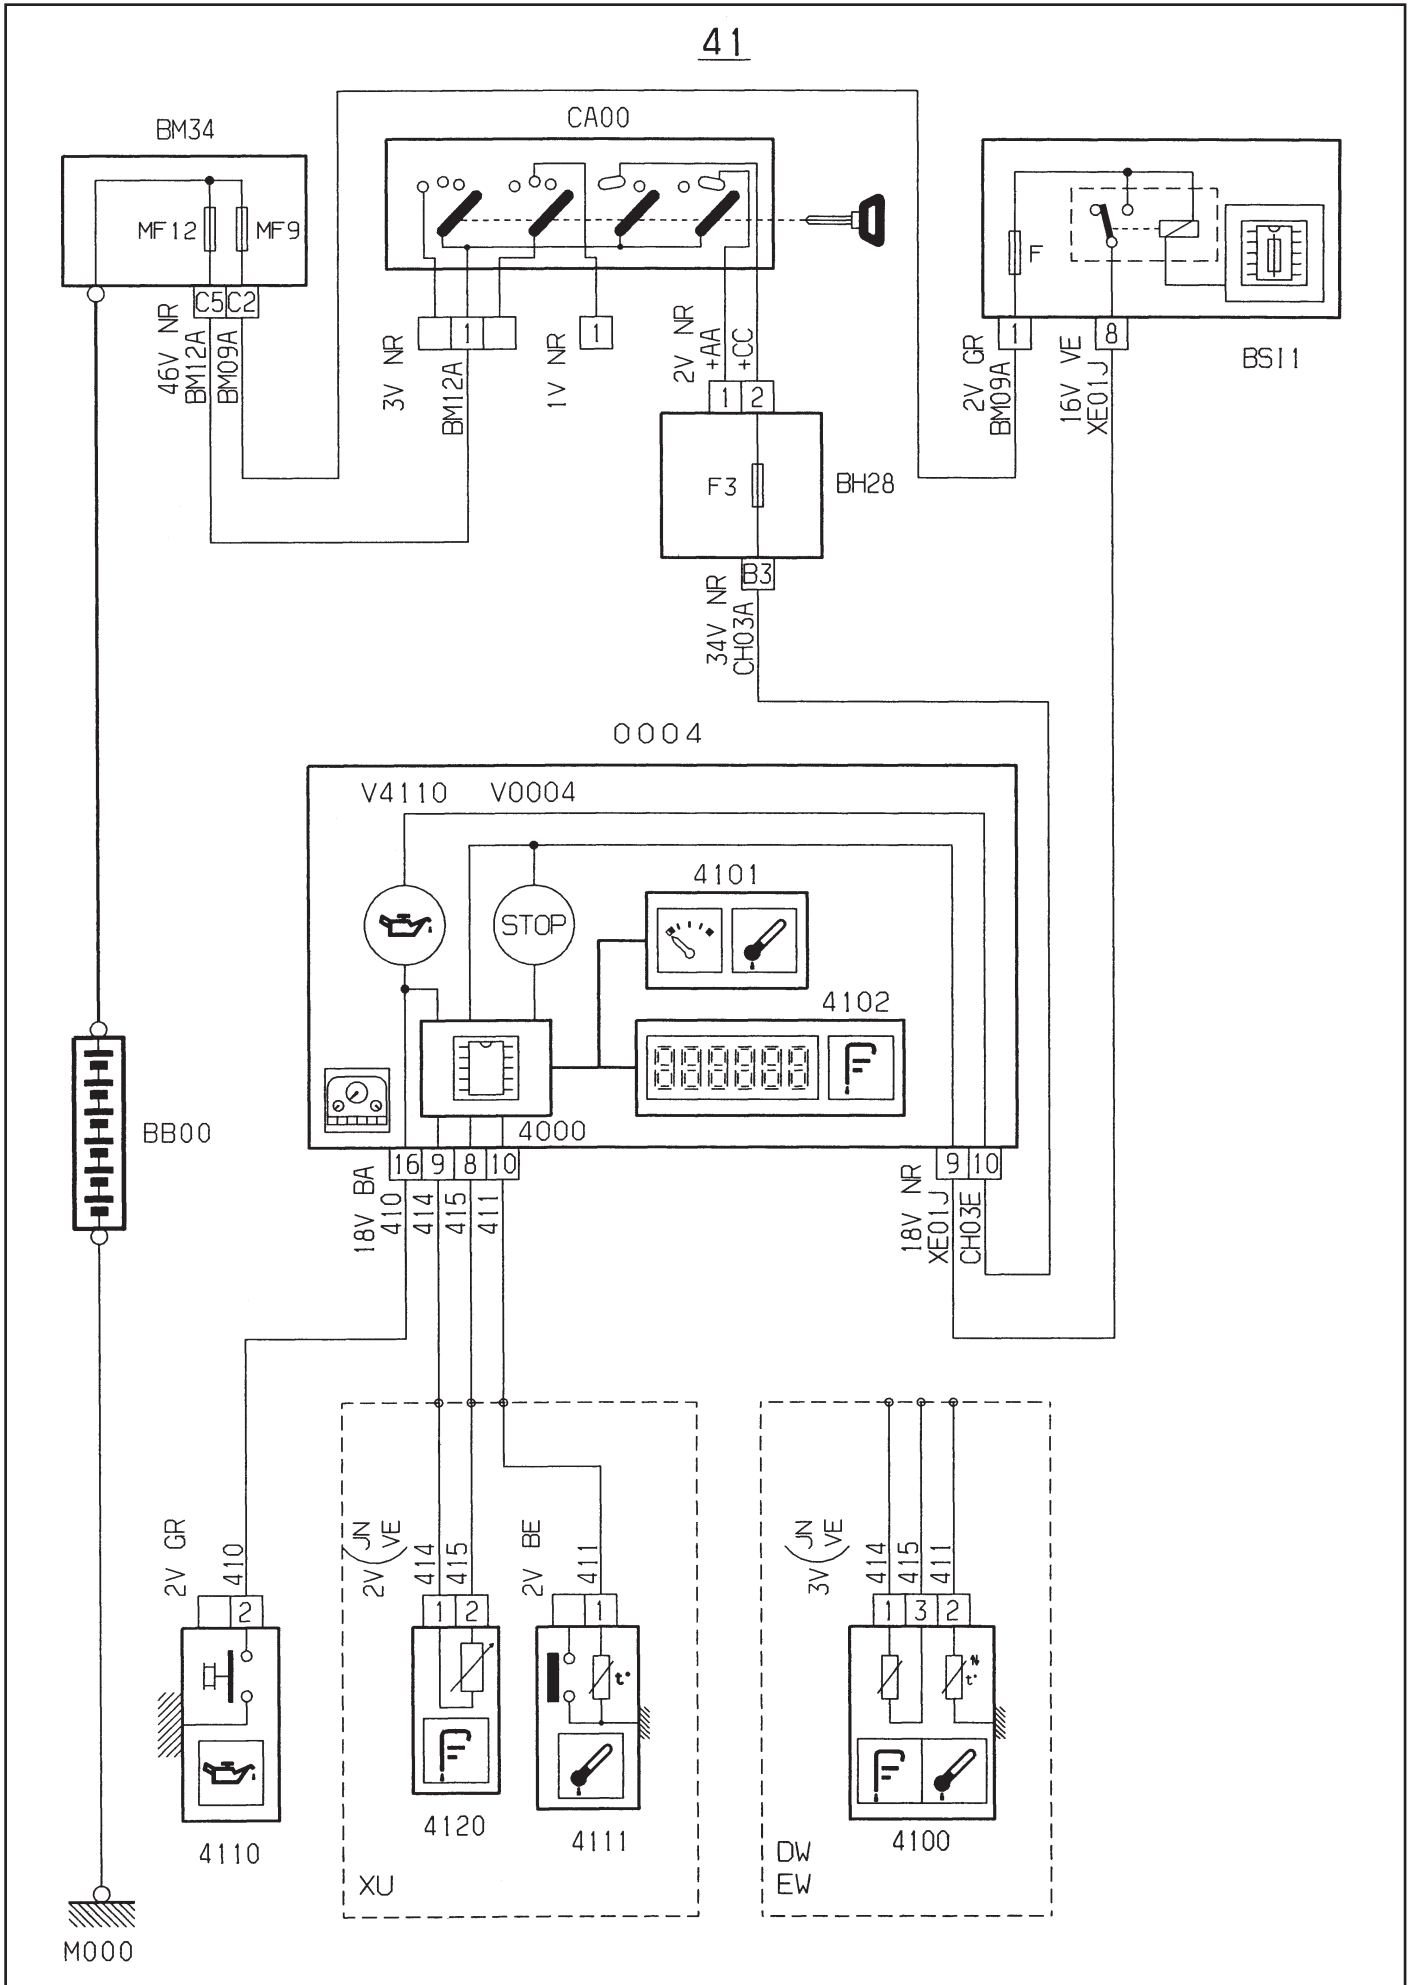 41
BM34
CA00
MF12
MF9
F
C5
C2
46V NR
BM12A
BM09A
1
3V NR
BM12A
1
1V NR
2V NR
+AA
+CC
1
2
1
8
2V GR
BM09A
16V VE
XE01J
BSI1
F3
BH28
B3
34V NR
CH03A
0004
V4110
V0004
STOP
4101
4102
4000
BB00
16
9
8
10
9
10
18V BA
410
414
415
411
18V NR
XE01J
CH03E
2V GR
410
2V
JN
VE
414
415
2V BE
411
3V
JN
VE
414
415
411
2
1
2
1
1
3
2
t°
t°
4110
4120
4111
4100
XU
DW
EW
M000